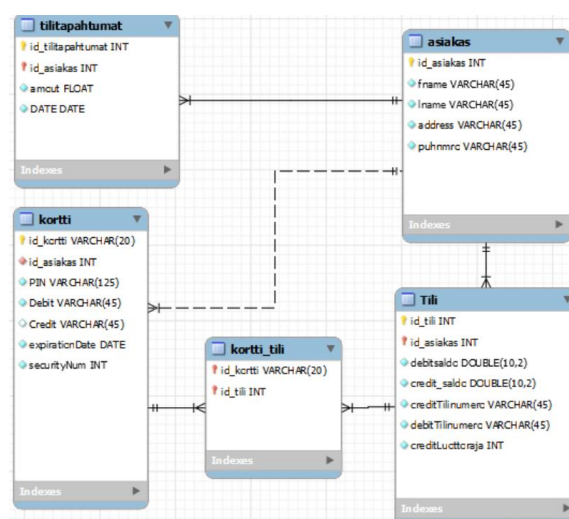 tilitapahtumat
id_tilitapahtumat INT
id_asiakas INT
amout FLOAT
DATE DATE
Indexes
asiakas
id_asiakas INT
fname VARCHAR(45)
lname VARCHAR(45)
address VARCHAR(45)
puhnmro VARCHAR(45)
Indexes
kortti
id_kortti VARCHAR(20)
id_asiakas INT
PIN VARCHAR(125)
Debit VARCHAR(45)
Credit VARCHAR(45)
expirationDate DATE
securityNum INT
Indexes
kortti_tili
id_kortti VARCHAR(20)
id_tili INT
Indexes
Tili
id_tili INT
id_asiakas INT
debitsaldo DOUBLE(10,2)
credit_saldo DOUBLE(10,2)
creditTilinumero VARCHAR(45)
debitTilinumero VARCHAR(45)
creditLuottoraja INT
Indexes